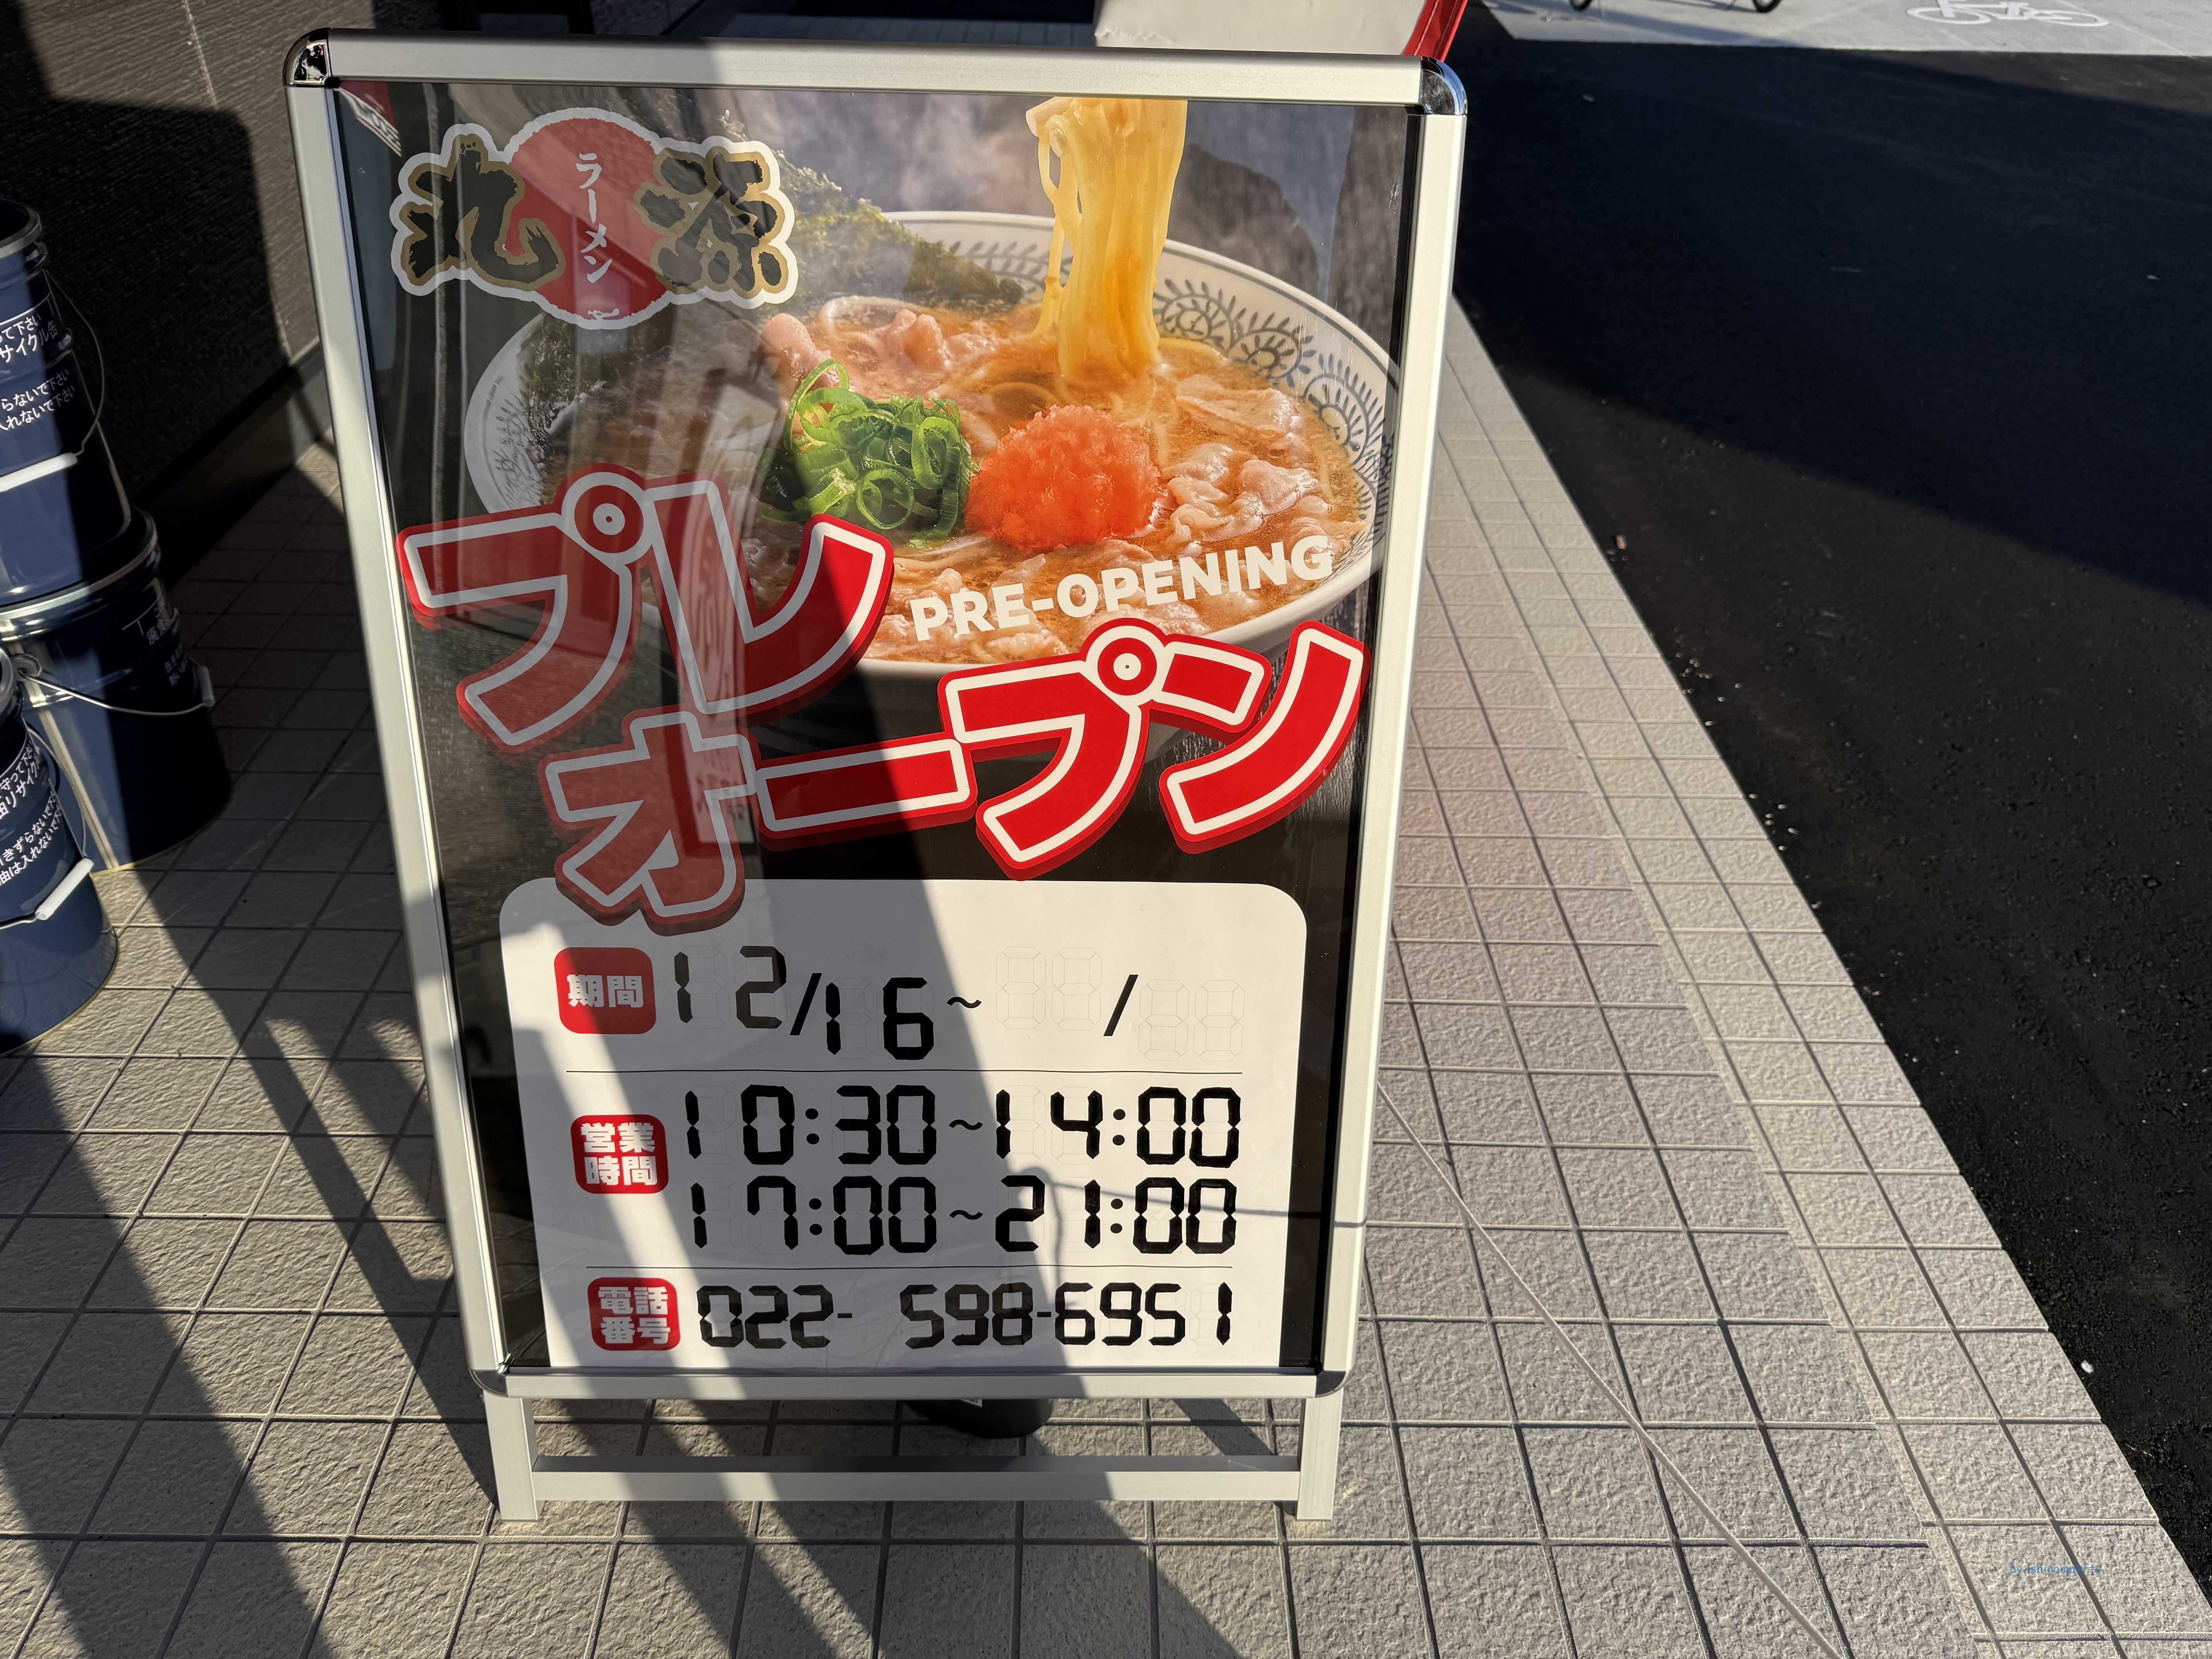 丸源
ラーメン
プレ
PRE-OPENING
オープン
期間 12/16~ /
営業時間 10:30~14:00
17:00~21:00
電話番号 022-598-6951